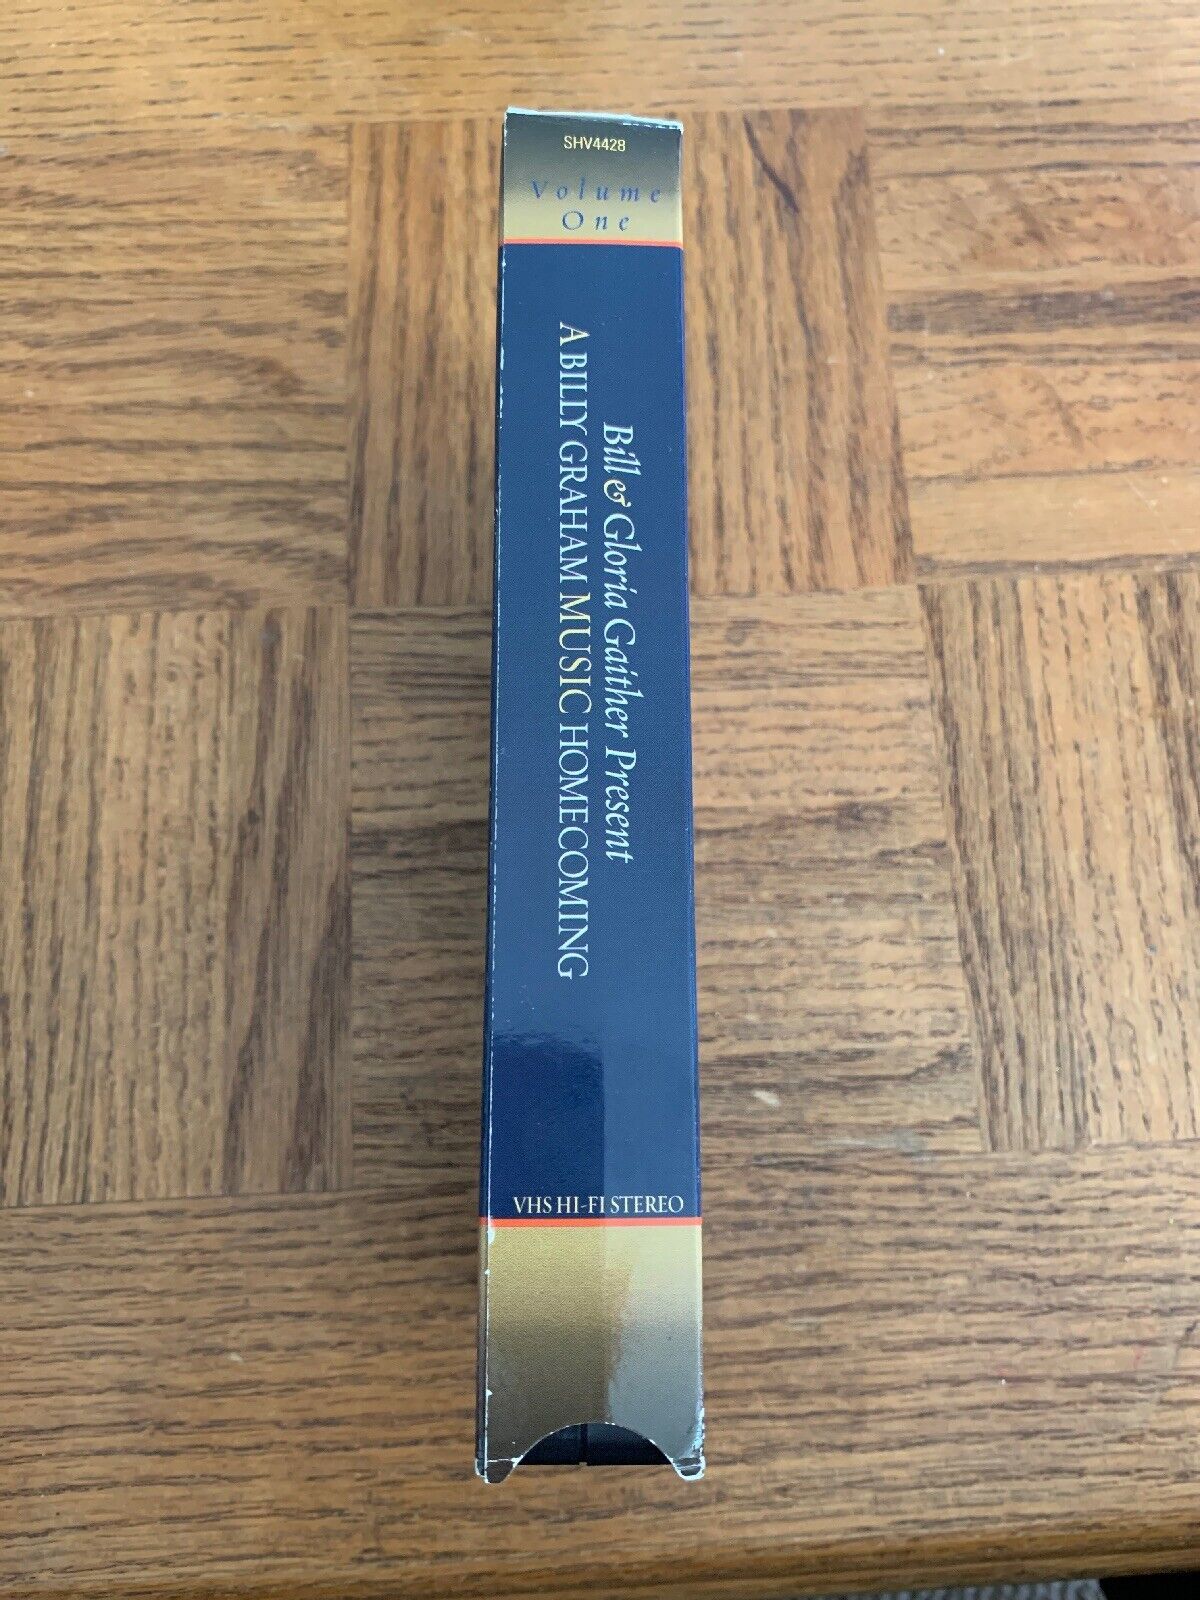 SHV4428
Volume
One
Bill & Gloria Gaither Present
A BILLY GRAHAM MUSIC HOMECOMING
VHS HI-FI STEREO